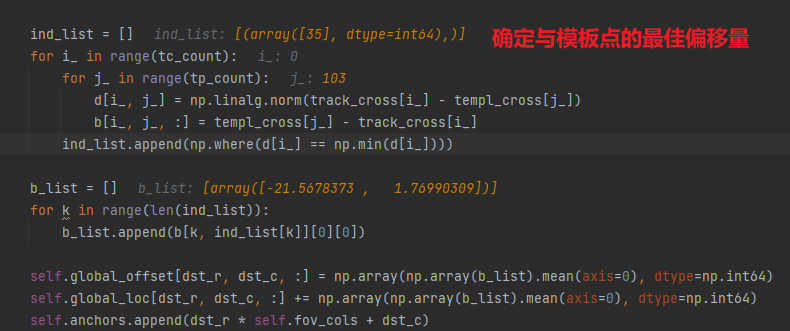 ind_list = []   ind_list: [(array([35], dtype=int64),)]
确定与模板点的最佳偏移量
for i_ in range(tc_count):   i_: 0
    for j_ in range(tp_count):   j_: 103
        d[i_, j_] = np.linalg.norm(track_cross[i_] - templ_cross[j_])
        b[i_, j_, :] = templ_cross[j_] - track_cross[i_]
    ind_list.append(np.where(d[i_] == np.min(d[i_])))
b_list = []   b_list: [array([-21.5678373 ,   1.76990309])]
for k in range(len(ind_list)):
    b_list.append(b[k, ind_list[k]][0][0])
self.global_offset[dst_r, dst_c, :] = np.array(np.array(b_list).mean(axis=0), dtype=np.int64)
self.global_loc[dst_r, dst_c, :] += np.array(np.array(b_list).mean(axis=0), dtype=np.int64)
self.anchors.append(dst_r * self.fov_cols + dst_c)